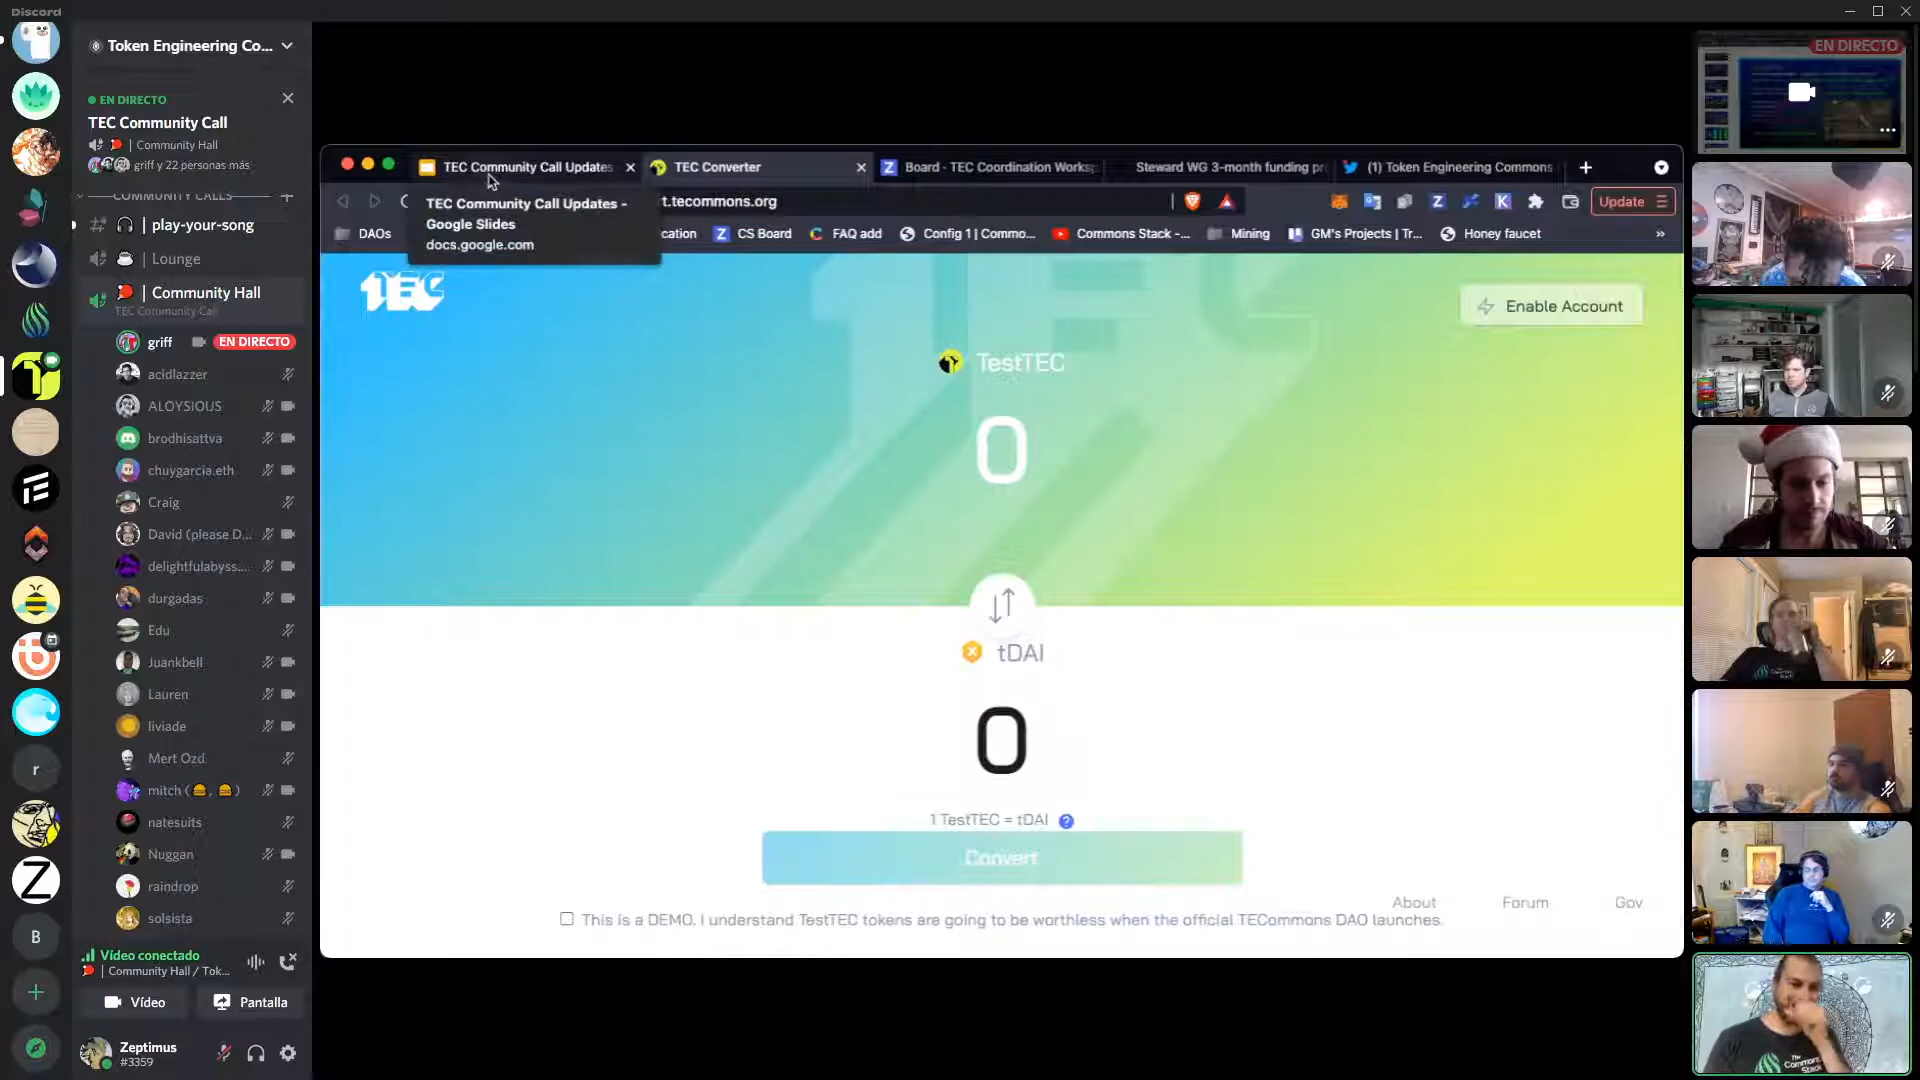 Discord
Token Engineering Co...
EN DIRECTO
TEC Community Call
Community Hall
griff y 22 personas más
COMMUNITY CALLS
| play-your-song
| Lounge
| Community Hall
TEC Community Call
griff
EN DIRECTO
acidlazzer
ALOYSIOUS
brodhisattva
chuygarcia.eth
Craig
David (please D...
delightfulabyss....
durgadas
Edu
Juankbell
Lauren
liviade
Mert Ozd
mitch (🍔, 🍔)
natesuits
Nuggan
raindrop
solsista
r
B
Vídeo conectado
| Community Hall / Tok...
Vídeo
Pantalla
Zeptimus
#3359
TEC Community Call Updates
TEC Converter
Board - TEC Coordination Worksp
Steward WG 3-month funding pr
(1) Token Engineering Commons
TEC Community Call Updates -
Google Slides
docs.google.com
t.tecommons.org
Update
DAOs
cation
CS Board
FAQ add
Config 1 | Commo...
Commons Stack -...
Mining
GM's Projects | Tr...
Honey faucet
»
TEC
Enable Account
TestTEC
0
tDAI
0
1 TestTEC = tDAI
Convert
About
Forum
Gov
This is a DEMO. I understand TestTEC tokens are going to be worthless when the official TECommons DAO launches.
EN DIRECTO
The
Commons
Stack